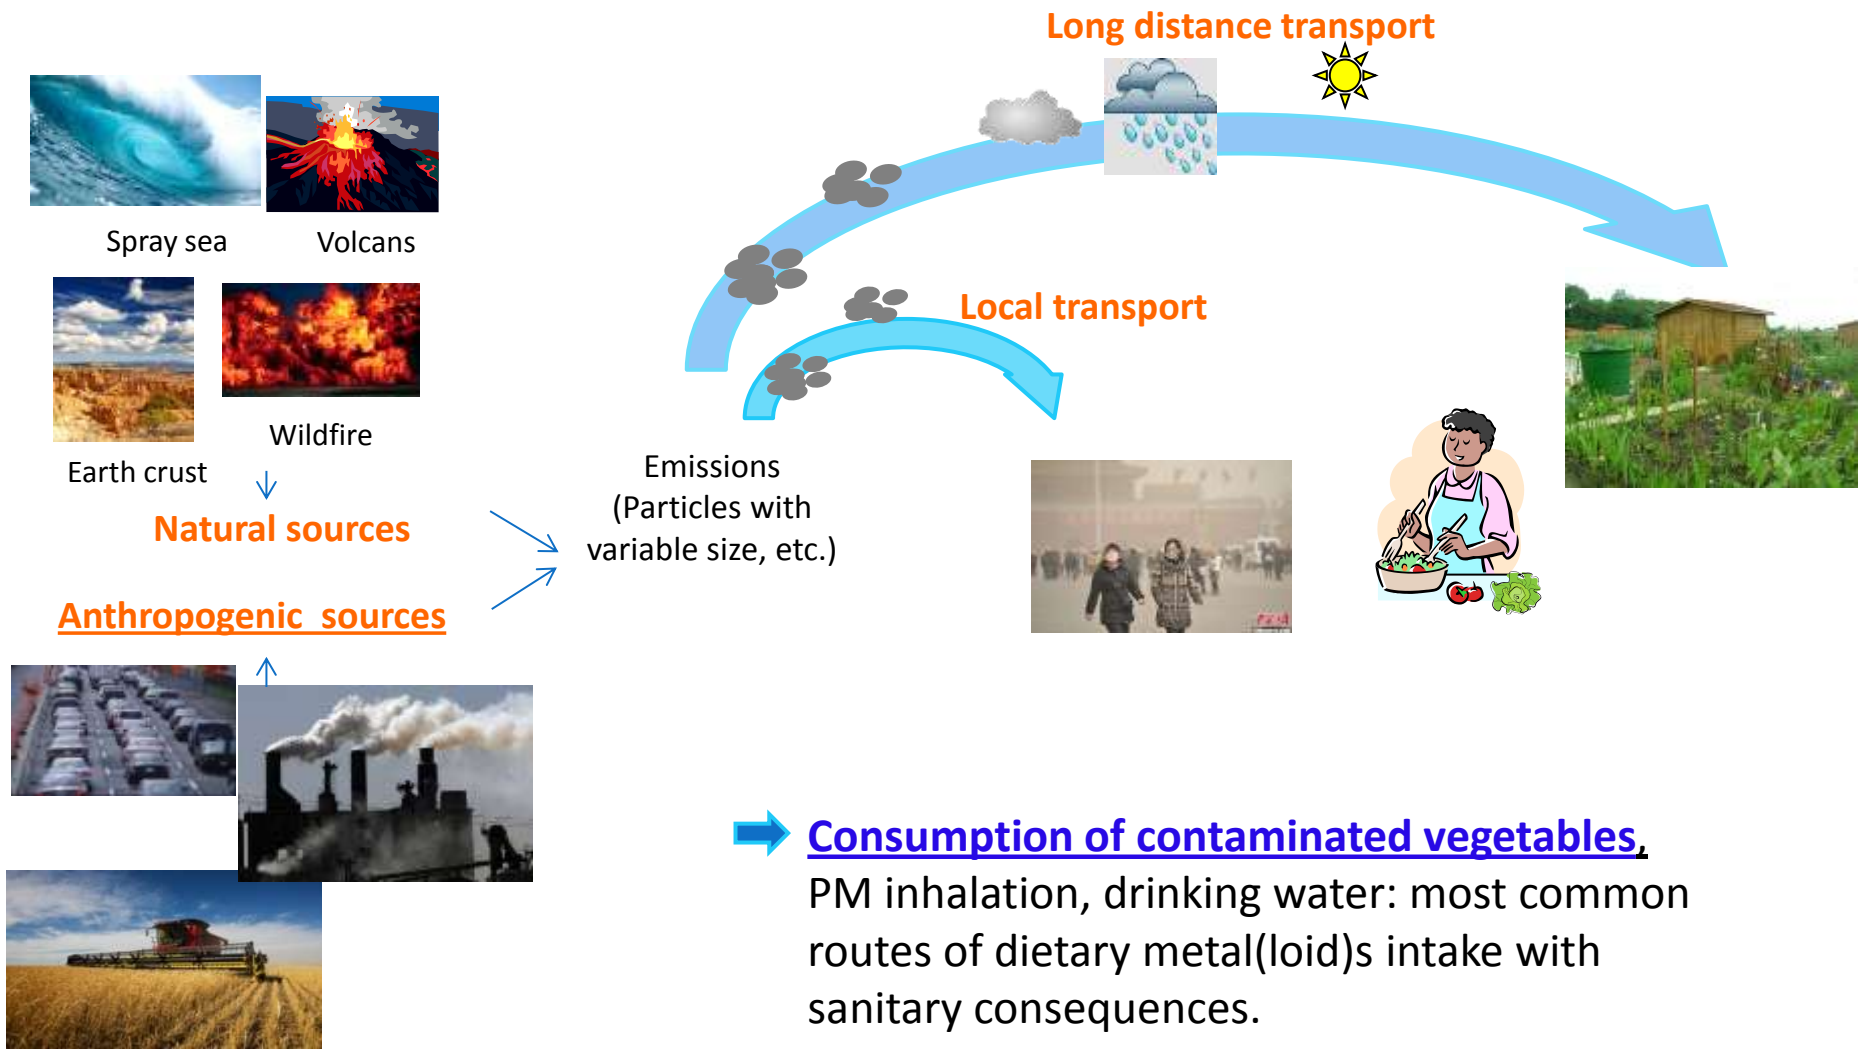 Long distance transport
Spray sea
Volcans
Local transport
Wildfire
Earth crust
Emissions
(Particles with
variable size, etc.)
Natural sources
Anthropogenic sources
Consumption of contaminated vegetables,
PM inhalation, drinking water: most common
routes of dietary metal(loid)s intake with
sanitary consequences.